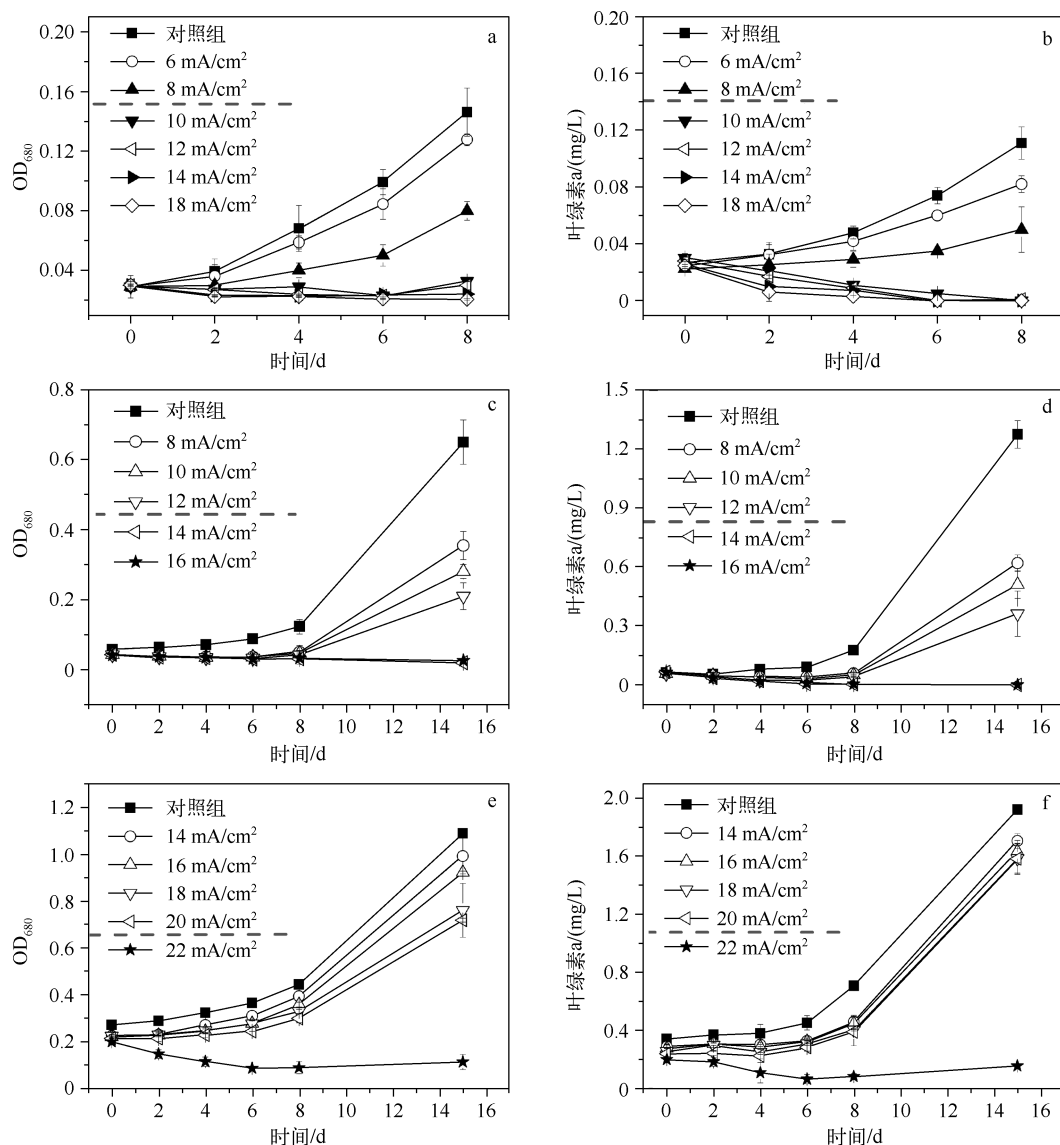 a
0.20
0.16
0.12
0.08
0.04
OD680
对照组
6 mA/cm²
8 mA/cm²
10 mA/cm²
12 mA/cm²
14 mA/cm²
18 mA/cm²
0 2 4 6 8
时间/d
b
0.20
0.16
0.12
0.08
0.04
0
叶绿素a/(mg/L)
对照组
6 mA/cm²
8 mA/cm²
10 mA/cm²
12 mA/cm²
14 mA/cm²
18 mA/cm²
0 2 4 6 8
时间/d
c
0.8
0.6
0.4
0.2
0
OD680
对照组
8 mA/cm²
10 mA/cm²
12 mA/cm²
14 mA/cm²
16 mA/cm²
0 2 4 6 8 10 12 14 16
时间/d
d
1.5
1.2
0.9
0.6
0.3
0
叶绿素a/(mg/L)
对照组
8 mA/cm²
10 mA/cm²
12 mA/cm²
14 mA/cm²
16 mA/cm²
0 2 4 6 8 10 12 14 16
时间/d
e
1.2
1.0
0.8
0.6
0.4
0.2
0
OD680
对照组
14 mA/cm²
16 mA/cm²
18 mA/cm²
20 mA/cm²
22 mA/cm²
0 2 4 6 8 10 12 14 16
时间/d
f
2.0
1.6
1.2
0.8
0.4
0
叶绿素a/(mg/L)
对照组
14 mA/cm²
16 mA/cm²
18 mA/cm²
20 mA/cm²
22 mA/cm²
0 2 4 6 8 10 12 14 16
时间/d